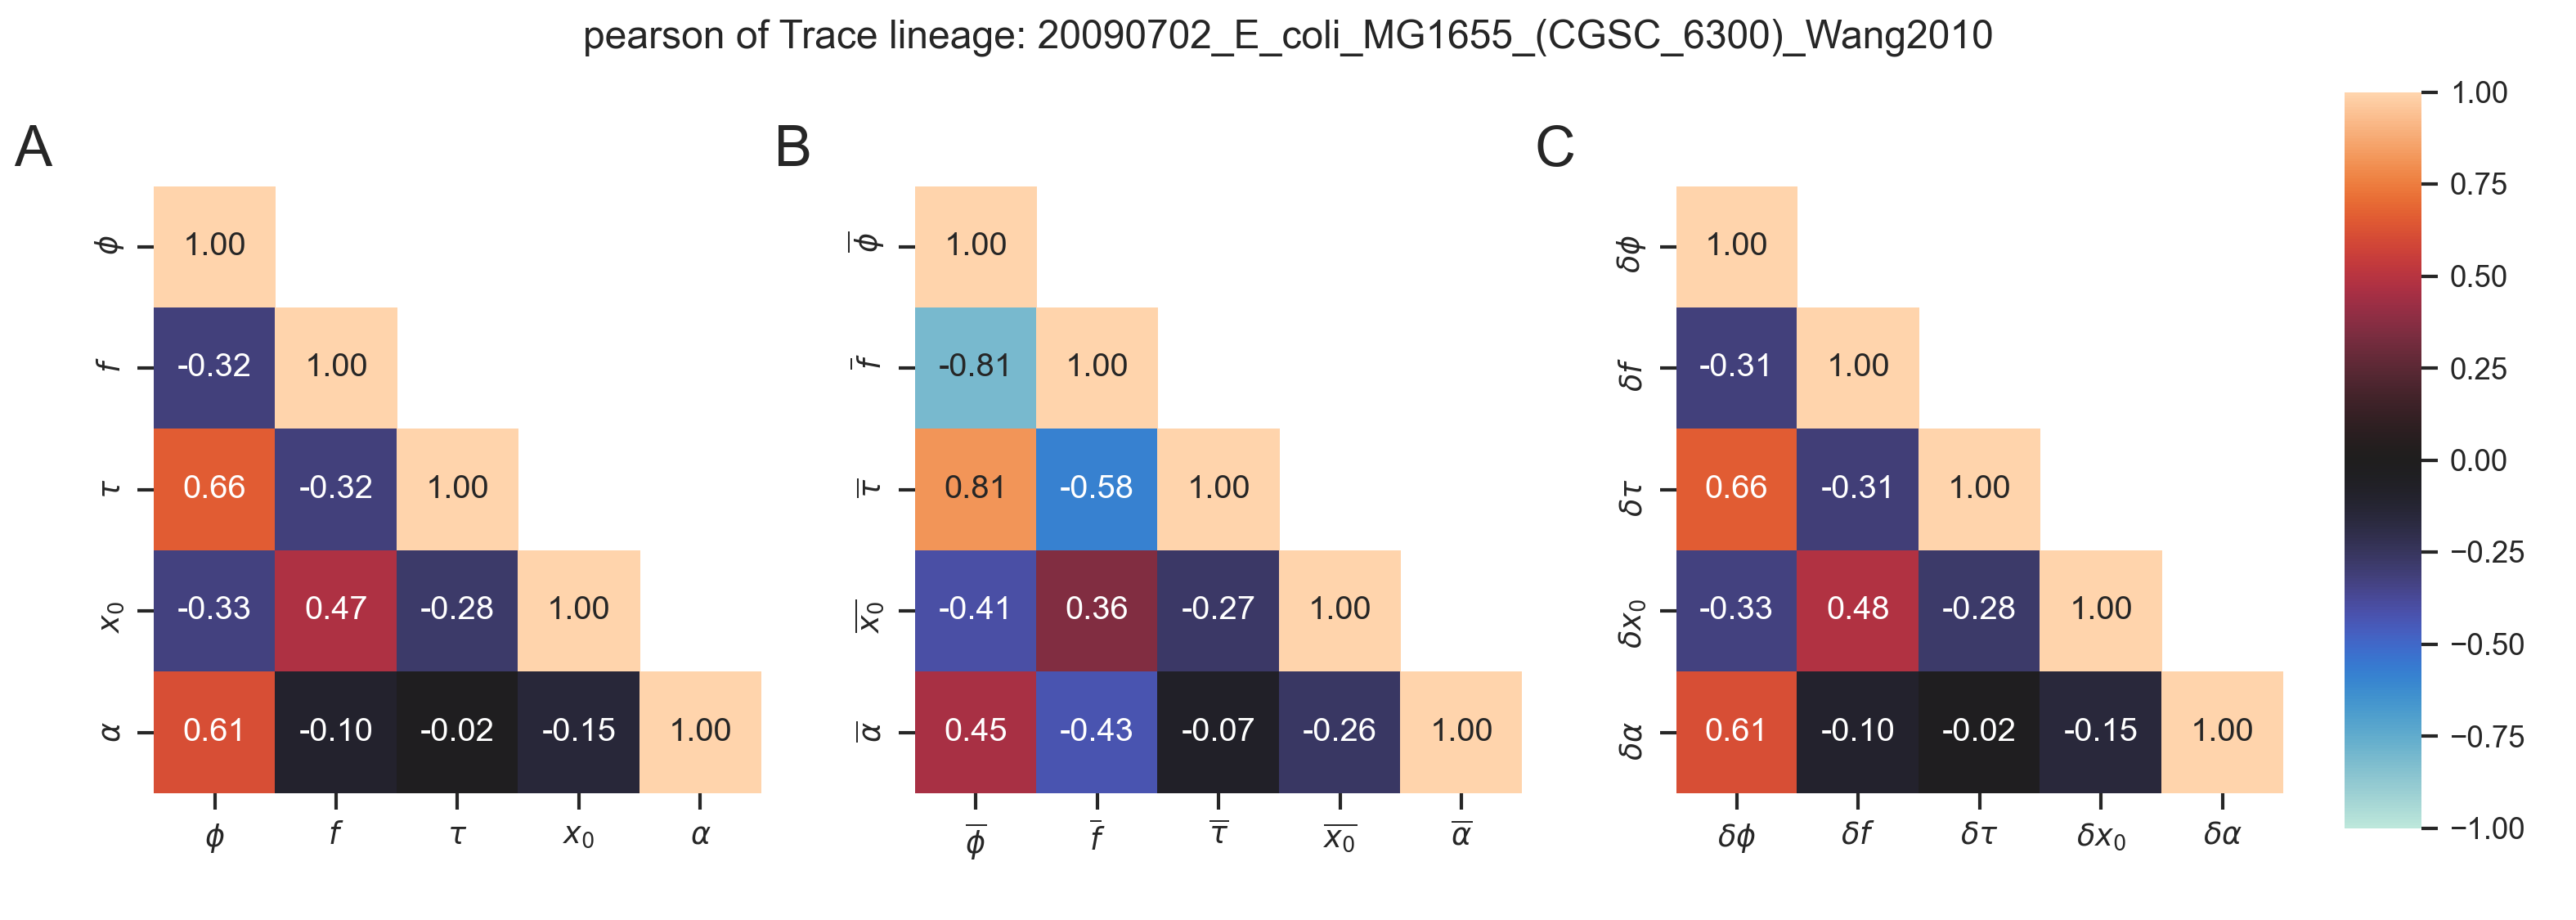 pearson of Trace lineage: 20090702_E_coli_MG1655_(CGSC_6300)_Wang2010
A
ϕ 1.00
f -0.32 1.00
τ 0.66 -0.32 1.00
x₀ -0.33 0.47 -0.28 1.00
α 0.61 -0.10 -0.02 -0.15 1.00
ϕ f τ x₀ α
B
ϕ̅ 1.00
f̅ -0.81 1.00
τ̅ 0.81 -0.58 1.00
x̅₀̅ -0.41 0.36 -0.27 1.00
α̅ 0.45 -0.43 -0.07 -0.26 1.00
ϕ̅ f̅ τ̅ x̅₀̅ α̅
C
δϕ 1.00
δf -0.31 1.00
δτ 0.66 -0.31 1.00
δx₀ -0.33 0.48 -0.28 1.00
δα 0.61 -0.10 -0.02 -0.15 1.00
δϕ δf δτ δx₀ δα
1.00
0.75
0.50
0.25
0.00
−0.25
−0.50
−0.75
−1.00